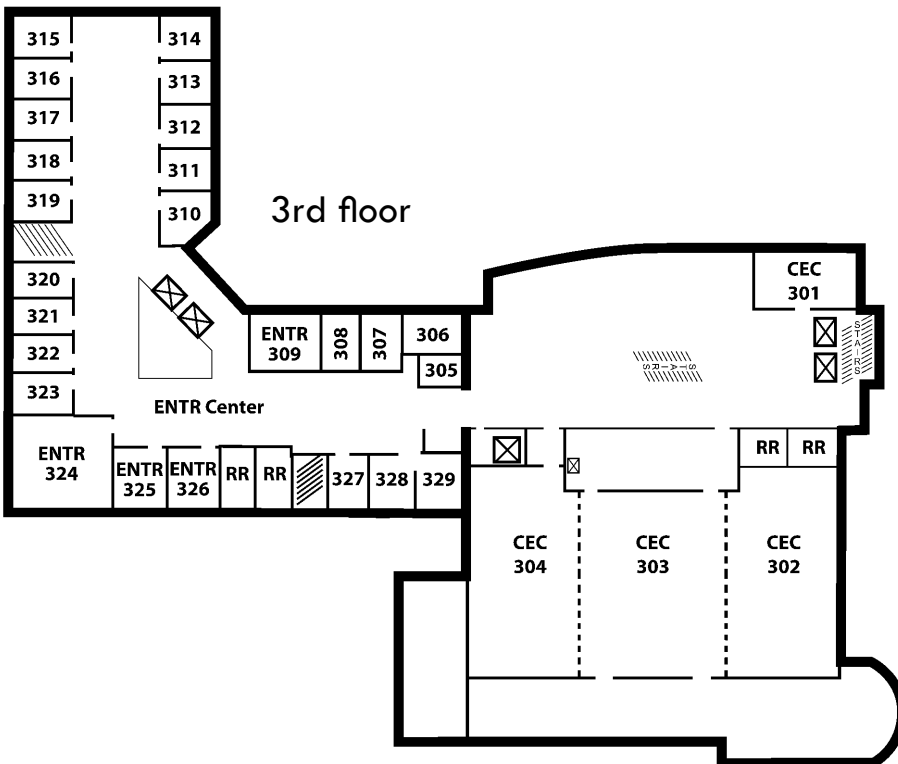 315
314
316
313
317
312
318
311
319
310
3rd floor
320
321
322
323
ENTR
309
308
307
306
305
CEC
301
STAIRS
STAIRS
ENTR Center
ENTR
324
ENTR
325
ENTR
326
RR
RR
327
328
329
RR
RR
CEC
304
CEC
303
CEC
302